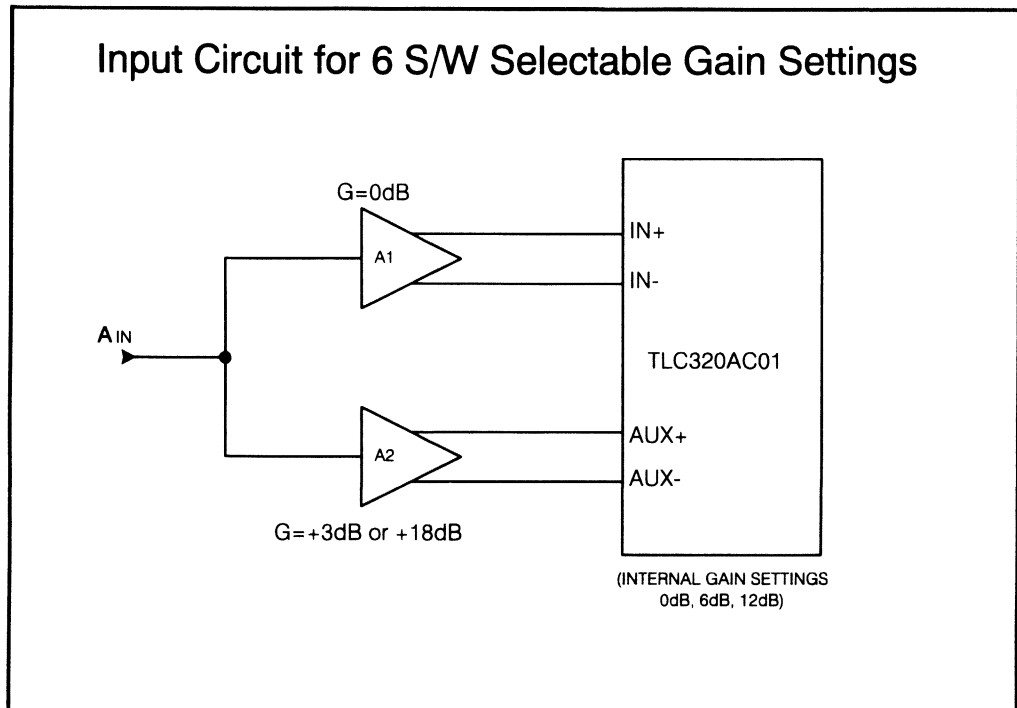 Input Circuit for 6 S/W Selectable Gain Settings
G=0dB
A1
IN+
IN-
A IN
TLC320AC01
A2
AUX+
AUX-
G=+3dB or +18dB
(INTERNAL GAIN SETTINGS
0dB, 6dB, 12dB)